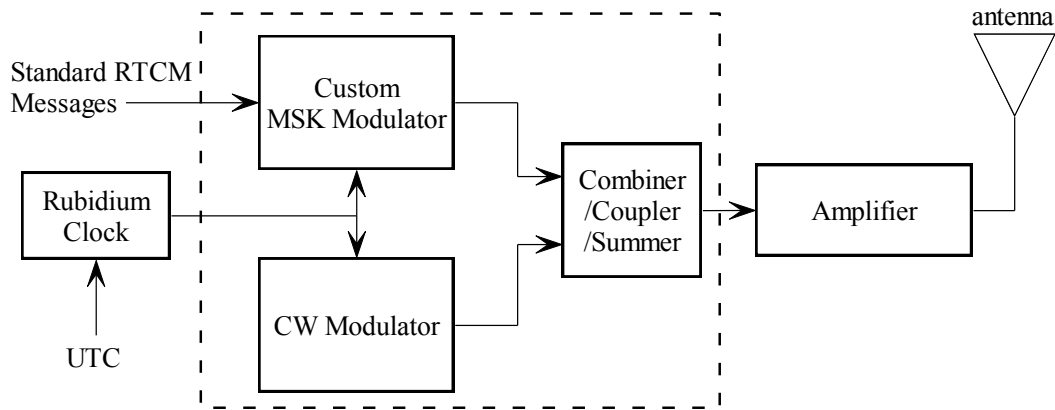 antenna
Standard RTCM
Messages
Custom
MSK Modulator
Rubidium
Clock
Combiner
/Coupler
/Summer
Amplifier
CW Modulator
UTC